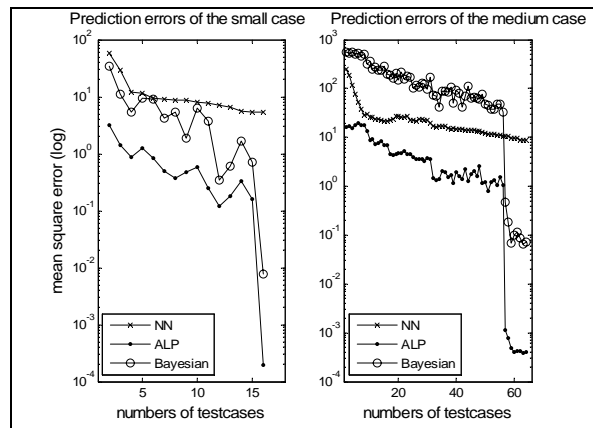 Prediction errors of the small case
Prediction errors of the medium case
mean square error (log)
10^2
10^1
10^0
10^-1
10^-2
10^-3
10^-4
NN
ALP
Bayesian
5
10
15
numbers of testcases
10^3
10^2
10^1
10^0
10^-1
10^-2
10^-3
10^-4
NN
ALP
Bayesian
20
40
60
numbers of testcases